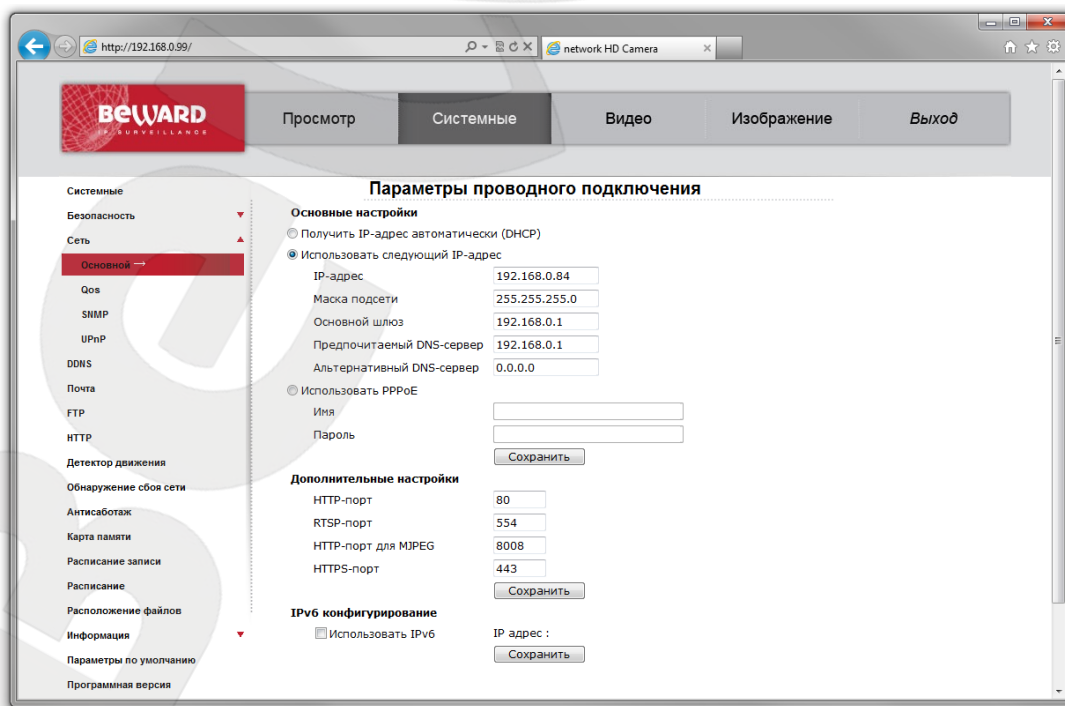 http://192.168.0.99/
network HD Camera
BEWARD
IP SURVEILLANCE
Просмотр
Системные
Видео
Изображение
Выход
Системные
Безопасность
Сеть
Основной →
Qos
SNMP
UPnP
DDNS
Почта
FTP
HTTP
Детектор движения
Обнаружение сбоя сети
Антисаботаж
Карта памяти
Расписание записи
Расписание
Расположение файлов
Информация
Параметры по умолчанию
Программная версия
Параметры проводного подключения
Основные настройки
Получить IP-адрес автоматически (DHCP)
Использовать следующий IP-адрес
IP-адрес 192.168.0.84
Маска подсети 255.255.255.0
Основной шлюз 192.168.0.1
Предпочитаемый DNS-сервер 192.168.0.1
Альтернативный DNS-сервер 0.0.0.0
Использовать PPPoE
Имя
Пароль
Сохранить
Дополнительные настройки
HTTP-порт 80
RTSP-порт 554
HTTP-порт для MJPEG 8008
HTTPS-порт 443
Сохранить
IPv6 конфигурирование
Использовать IPv6 IP адрес :
Сохранить